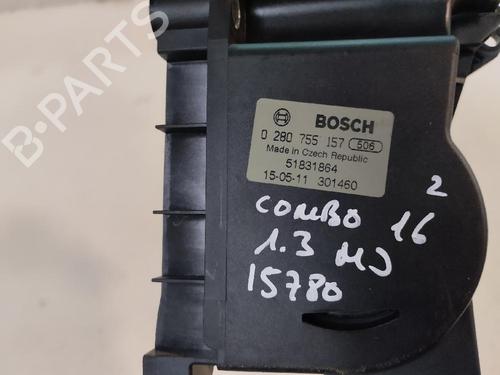 B-PARTS
BOSCH
0 280 755 157 506
Made in Czech Republic
51831864
15-05-11 301460
2
COMBO 16
1.3 MJ
15780